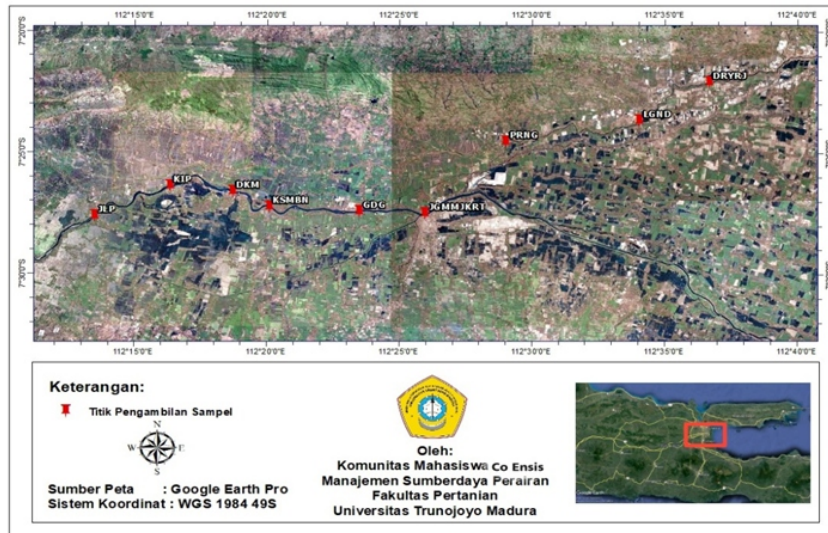 112°15'0"E 112°20'0"E 112°25'0"E 112°30'0"E 112°35'0"E 112°40'0"E
7°20'0"S
DRYRJ
LGND
PRNG
7°25'0"S
KIP
DKM
JEP
KSMBN
GDG
JGMMJKRT
7°30'0"S
112°15'0"E 112°20'0"E 112°25'0"E 112°30'0"E 112°35'0"E 112°40'0"E
Keterangan:
Titik Pengambilan Sampel
N
W E
S
Sumber Peta : Google Earth Pro
Sistem Koordinat : WGS 1984 49S
Oleh:
Komunitas Mahasiswa Co Ensis
Manajemen Sumberdaya Perairan
Fakultas Pertanian
Universitas Trunojoyo Madura